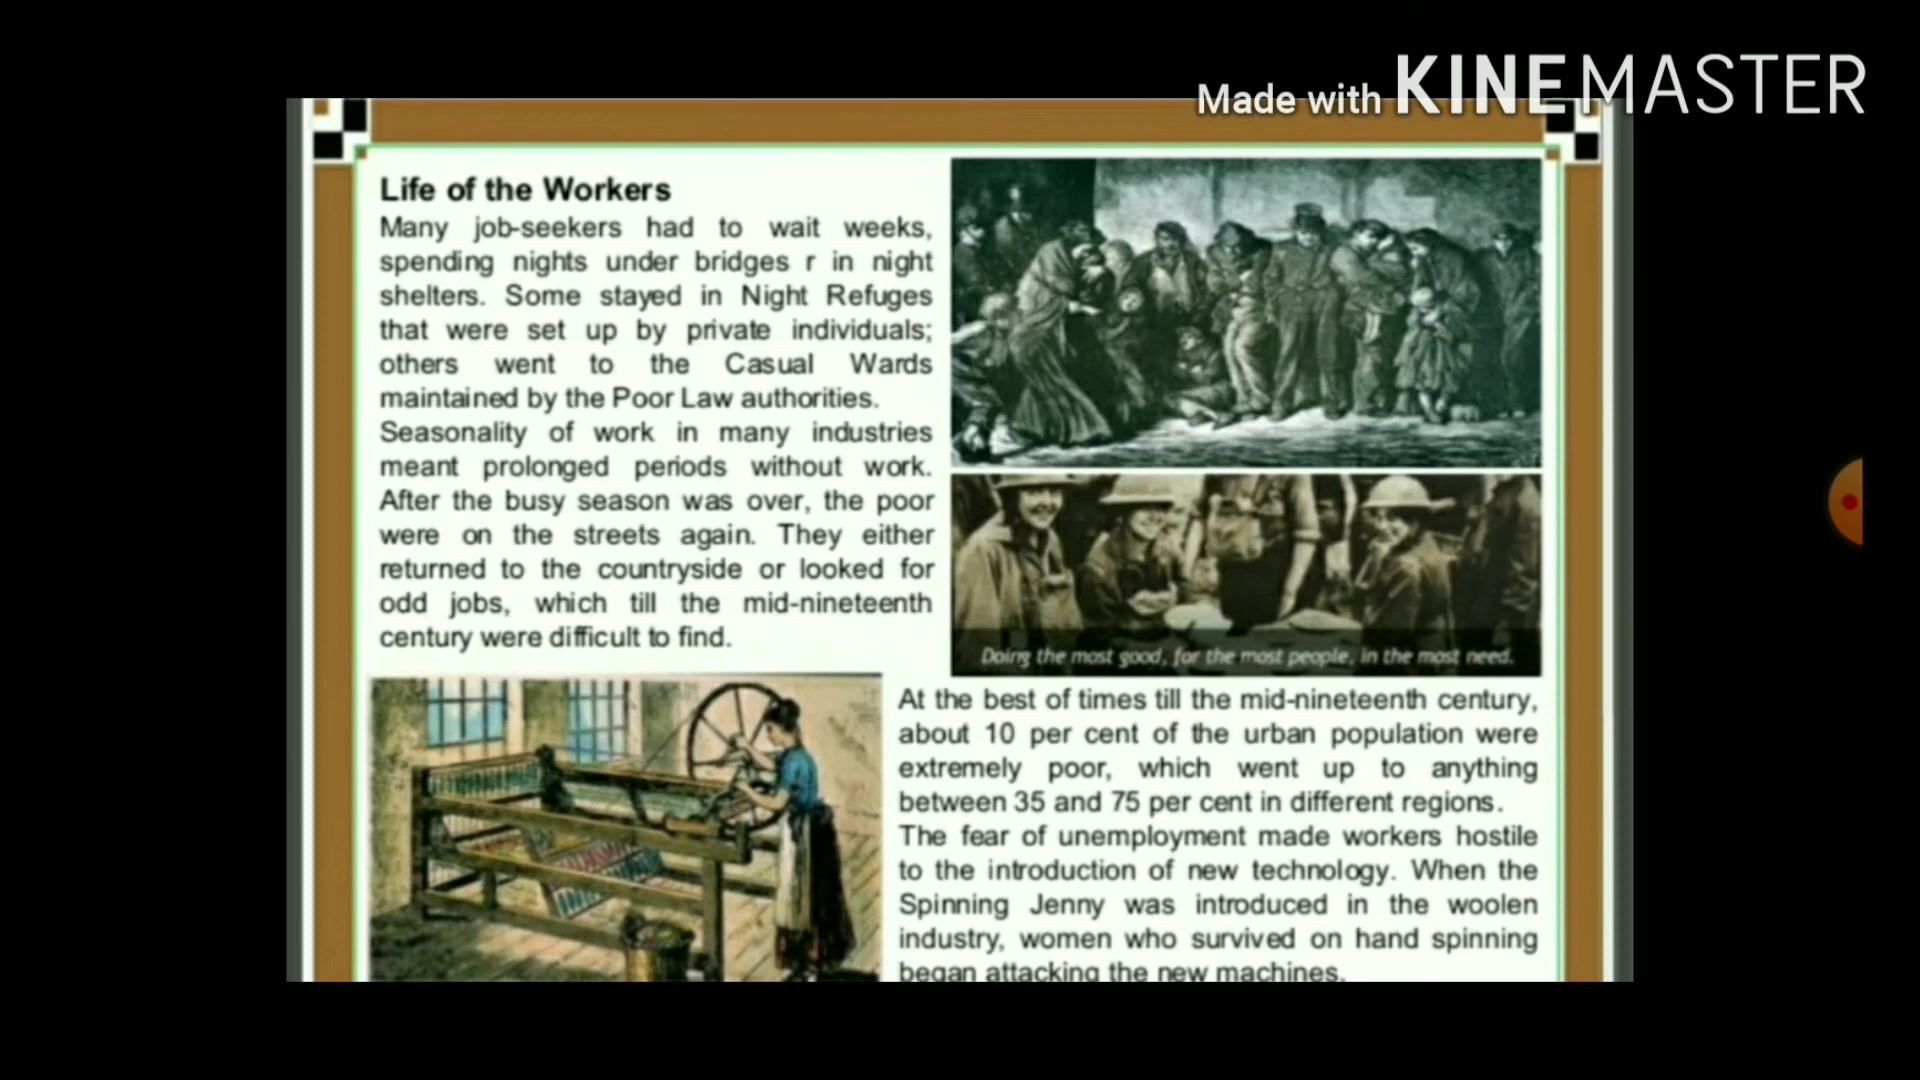 Made with KINEMASTER
Life of the Workers
Many job-seekers had to wait weeks,
spending nights under bridges r in night
shelters. Some stayed in Night Refuges
that were set up by private individuals;
others went to the Casual Wards
maintained by the Poor Law authorities.
Seasonality of work in many industries
meant prolonged periods without work.
After the busy season was over, the poor
were on the streets again. They either
returned to the countryside or looked for
odd jobs, which till the mid-nineteenth
century were difficult to find.
Doing the most good, for the most people, in the most need.
At the best of times till the mid-nineteenth century,
about 10 per cent of the urban population were
extremely poor, which went up to anything
between 35 and 75 per cent in different regions.
The fear of unemployment made workers hostile
to the introduction of new technology. When the
Spinning Jenny was introduced in the woolen
industry, women who survived on hand spinning
began attacking the new machines.